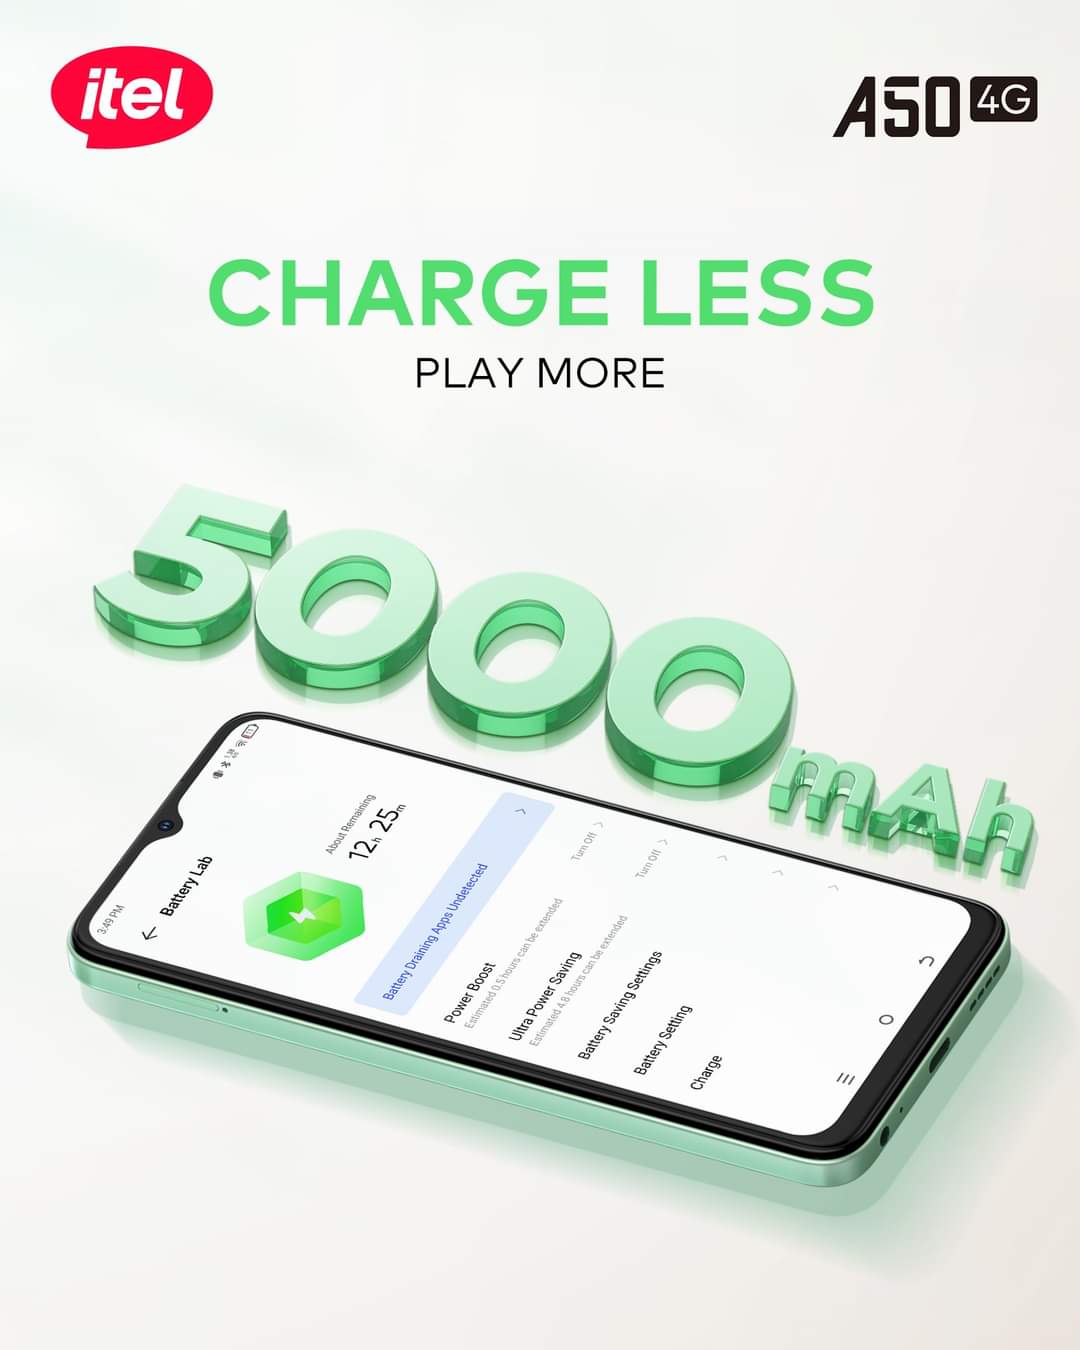 itel
A50 4G
CHARGE LESS
PLAY MORE
5000mAh
3:49 PM
Battery Lab
About Remaining
12h 25m
Battery Draining Apps Undetected
Power Boost
Estimated 0.5 hours can be extended
Turn Off
Ultra Power Saving
Estimated 4.8 hours can be extended
Turn Off
Battery Saving Settings
Battery Setting
Charge